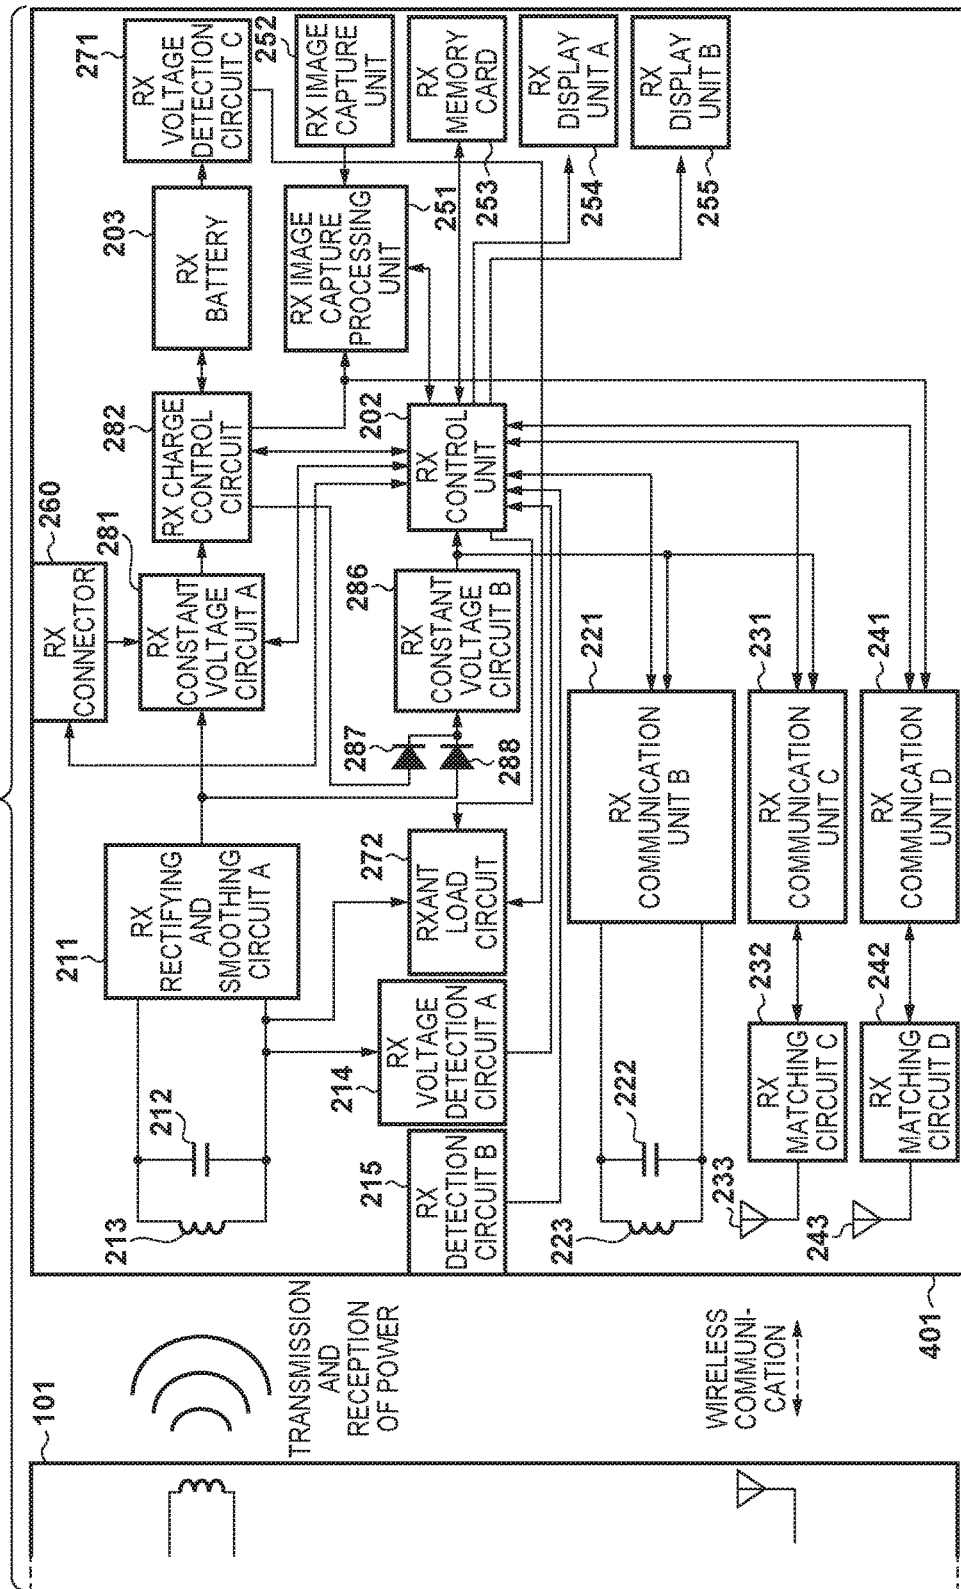 101
TRANSMISSION
AND
RECEPTION
OF POWER
WIRELESS
COMMUNI-
CATION
401
213
212
211
RX
RECTIFYING
AND
SMOOTHING
CIRCUIT A
260
RX
CONNECTOR
281
RX
CONSTANT
VOLTAGE
CIRCUIT A
282
RX CHARGE
CONTROL
CIRCUIT
203
RX
BATTERY
271
RX
VOLTAGE
DETECTION
CIRCUIT C
252
RX IMAGE
CAPTURE
UNIT
RX IMAGE
CAPTURE
PROCESSING
UNIT
251
215
RX
DETECTION
CIRCUIT B
214
RX
VOLTAGE
DETECTION
CIRCUIT A
272
RXANT
LOAD
CIRCUIT
287
288
286
RX
CONSTANT
VOLTAGE
CIRCUIT B
202
RX
CONTROL
UNIT
RX
MEMORY
CARD
253
RX
DISPLAY
UNIT A
254
RX
DISPLAY
UNIT B
255
223
222
221
RX
COMMUNICATION
UNIT B
233
232
RX
MATCHING
CIRCUIT C
231
RX
COMMUNICATION
UNIT C
243
242
RX
MATCHING
CIRCUIT D
241
RX
COMMUNICATION
UNIT D